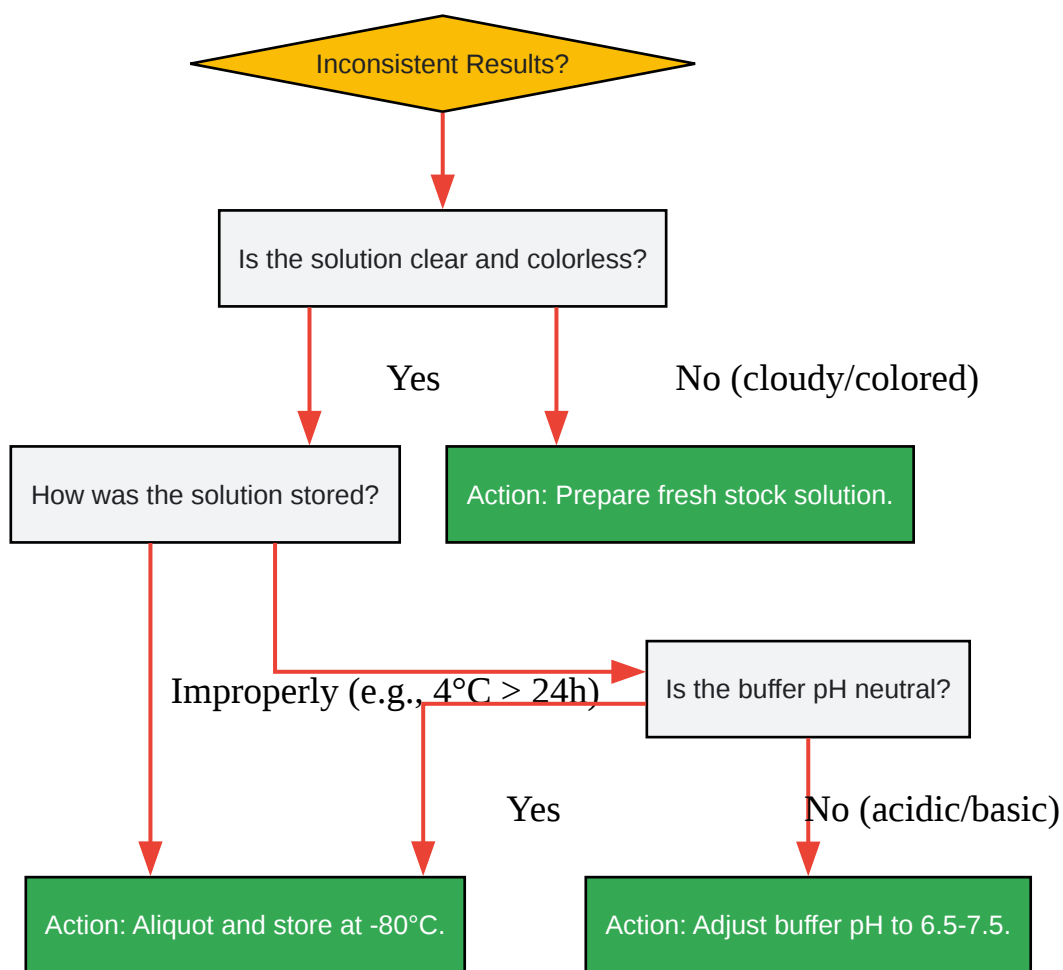 Inconsistent Results?
Is the solution clear and colorless?
Yes
No (cloudy/colored)
How was the solution stored?
Action: Prepare fresh stock solution.
Improperly (e.g., 4°C > 24h)
Is the buffer pH neutral?
Yes
No (acidic/basic)
Action: Aliquot and store at -80°C.
Action: Adjust buffer pH to 6.5-7.5.